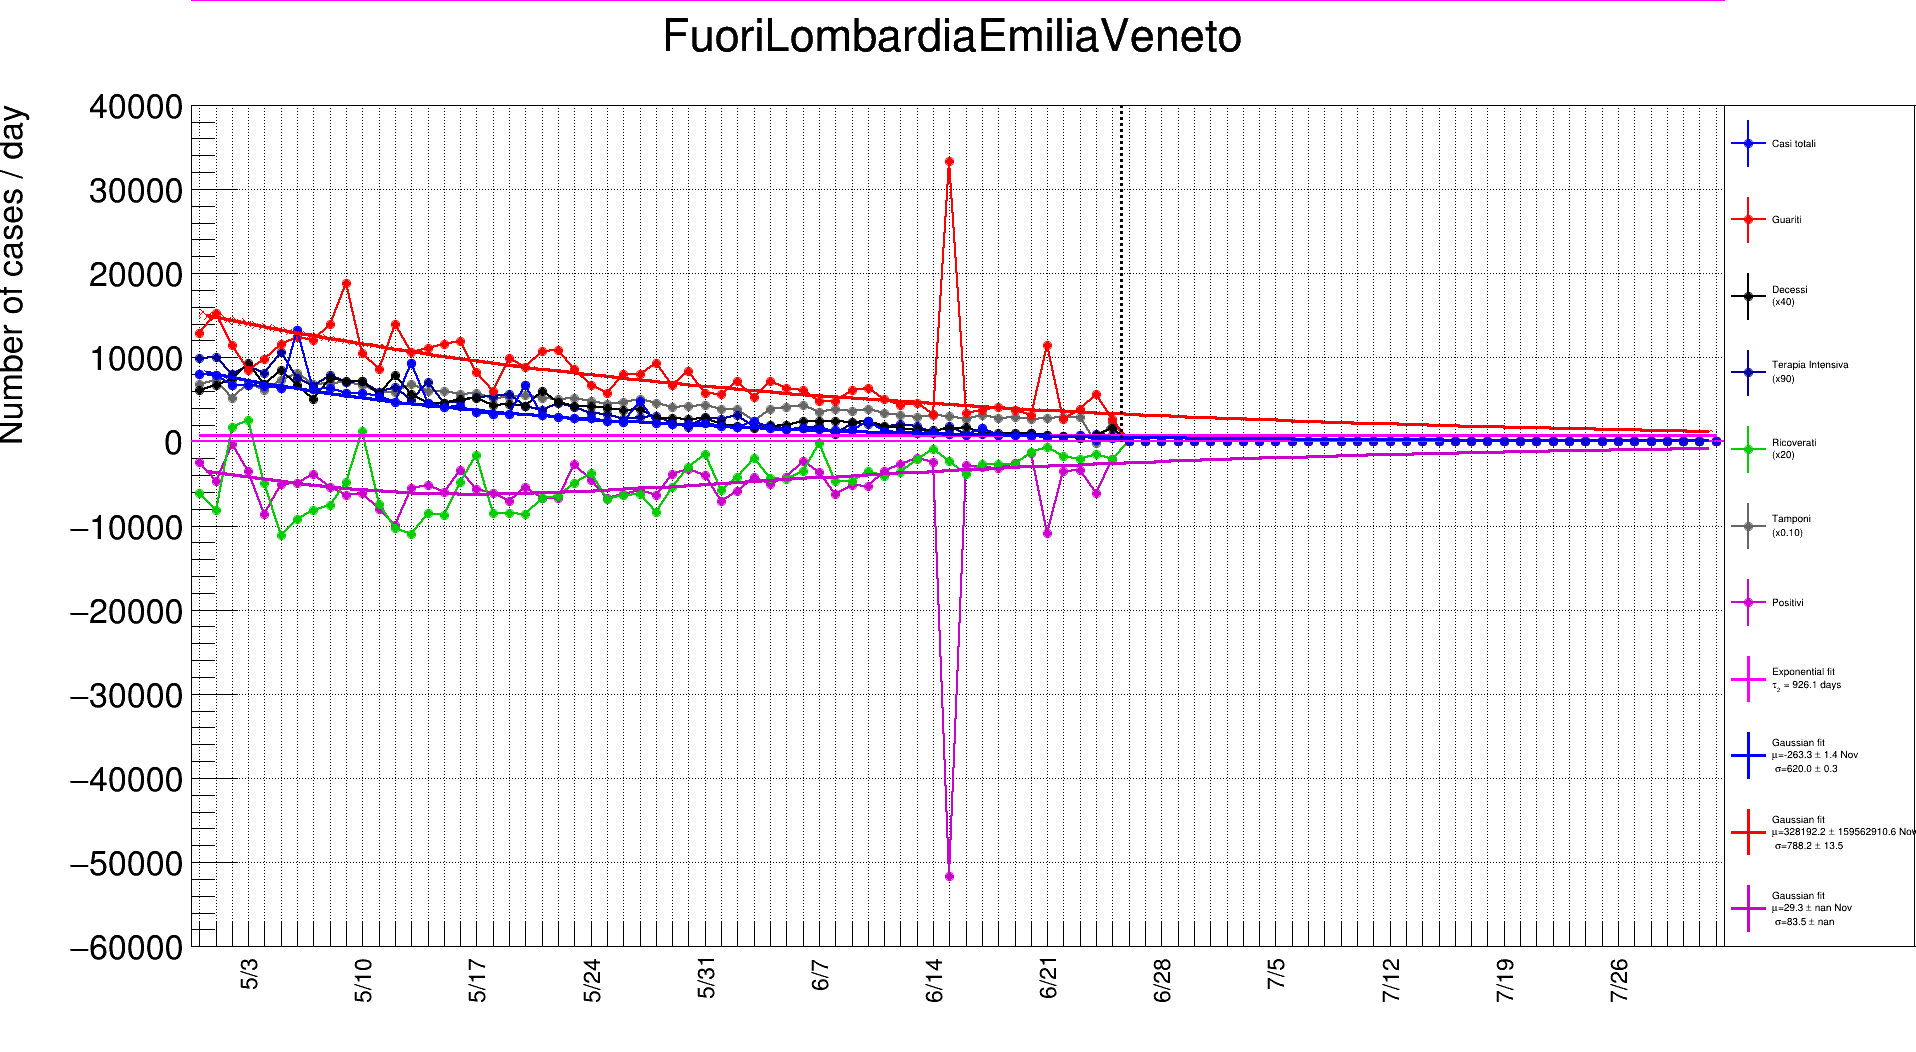 FuoriLombardiaEmiliaVeneto
Number of cases / day
40000
30000
20000
10000
0
−10000
−20000
−30000
−40000
−50000
−60000
5/3
5/10
5/17
5/24
5/31
6/7
6/14
6/21
6/28
7/5
7/12
7/19
7/26
Casi totali
Guariti
Decessi
(x40)
Terapia Intensiva
(x90)
Ricoverati
(x20)
Tamponi
(x0.10)
Positivi
Exponential fit
τ2 = 926.1 days
Gaussian fit
μ=-263.3 ± 1.4 Nov
σ=620.0 ± 0.3
Gaussian fit
μ=328192.2 ± 159562910.6 Nov
σ=788.2 ± 13.5
Gaussian fit
μ=29.3 ± nan Nov
σ=83.5 ± nan